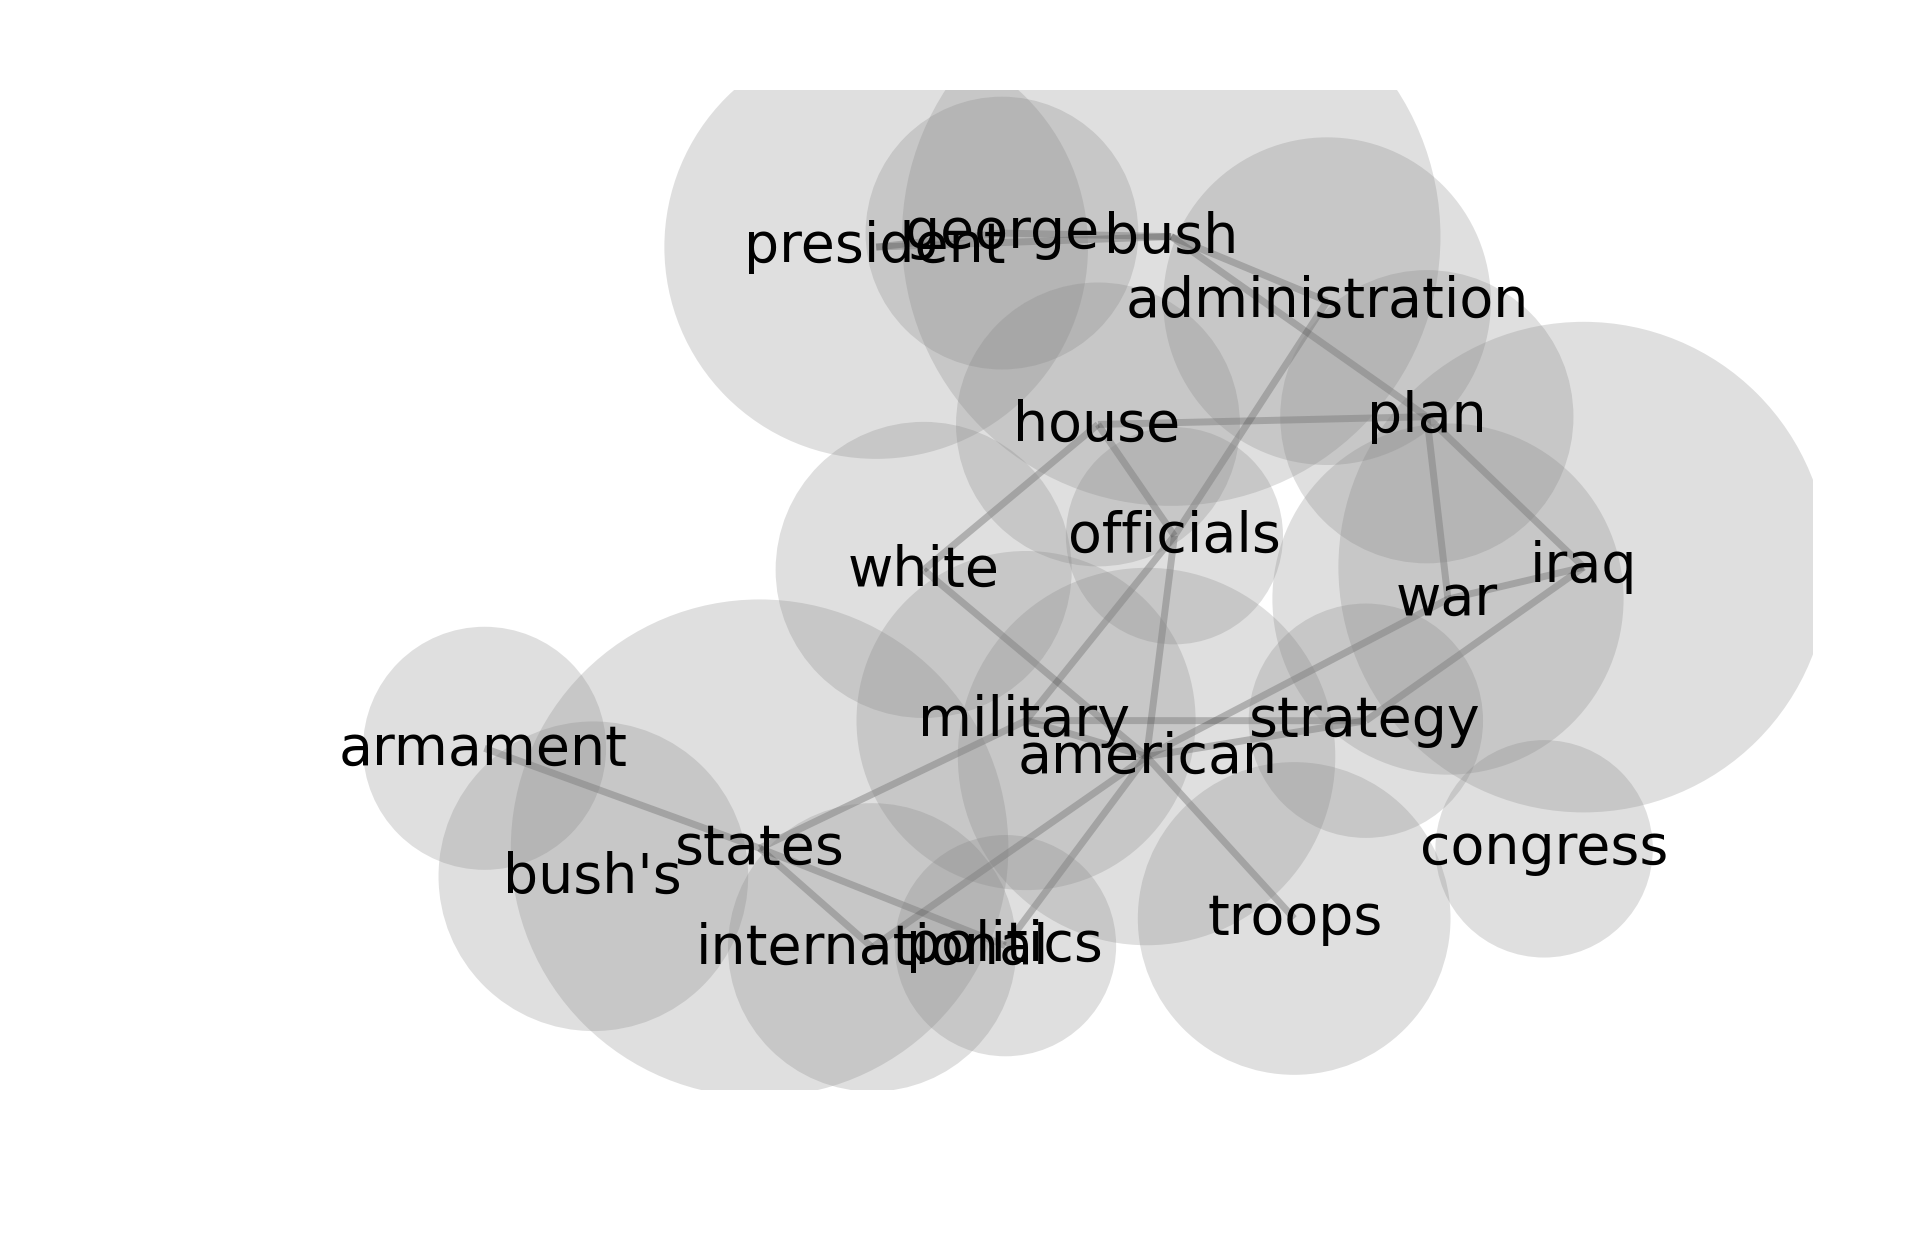 george
bush
president
administration
plan
house
officials
iraq
white
war
military
strategy
armament
american
states
congress
bush's
troops
international
politics